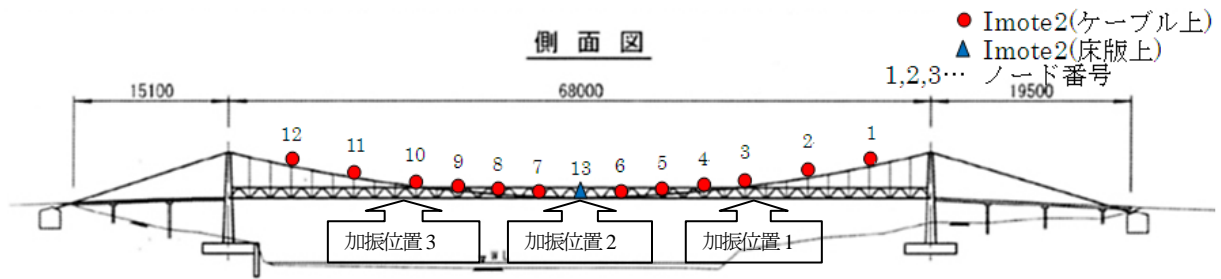 側面図
Imote2(ケーブル上)
Imote2(床版上)
1,2,3… ノード番号
15100
68000
19500
12
11
10
9
8
7
13
6
5
4
3
2
1
加振位置3
加振位置2
加振位置1